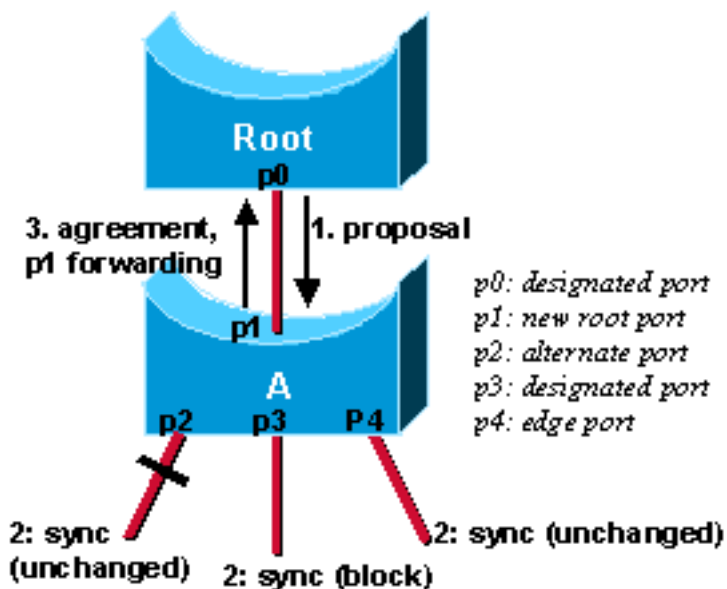 Root
p0
3. agreement,
p1 forwarding
1. proposal
p1
A
p2
p3
P4
p0: designated port
p1: new root port
p2: alternate port
p3: designated port
p4: edge port
2: sync
(unchanged)
2: sync (block)
2: sync (unchanged)